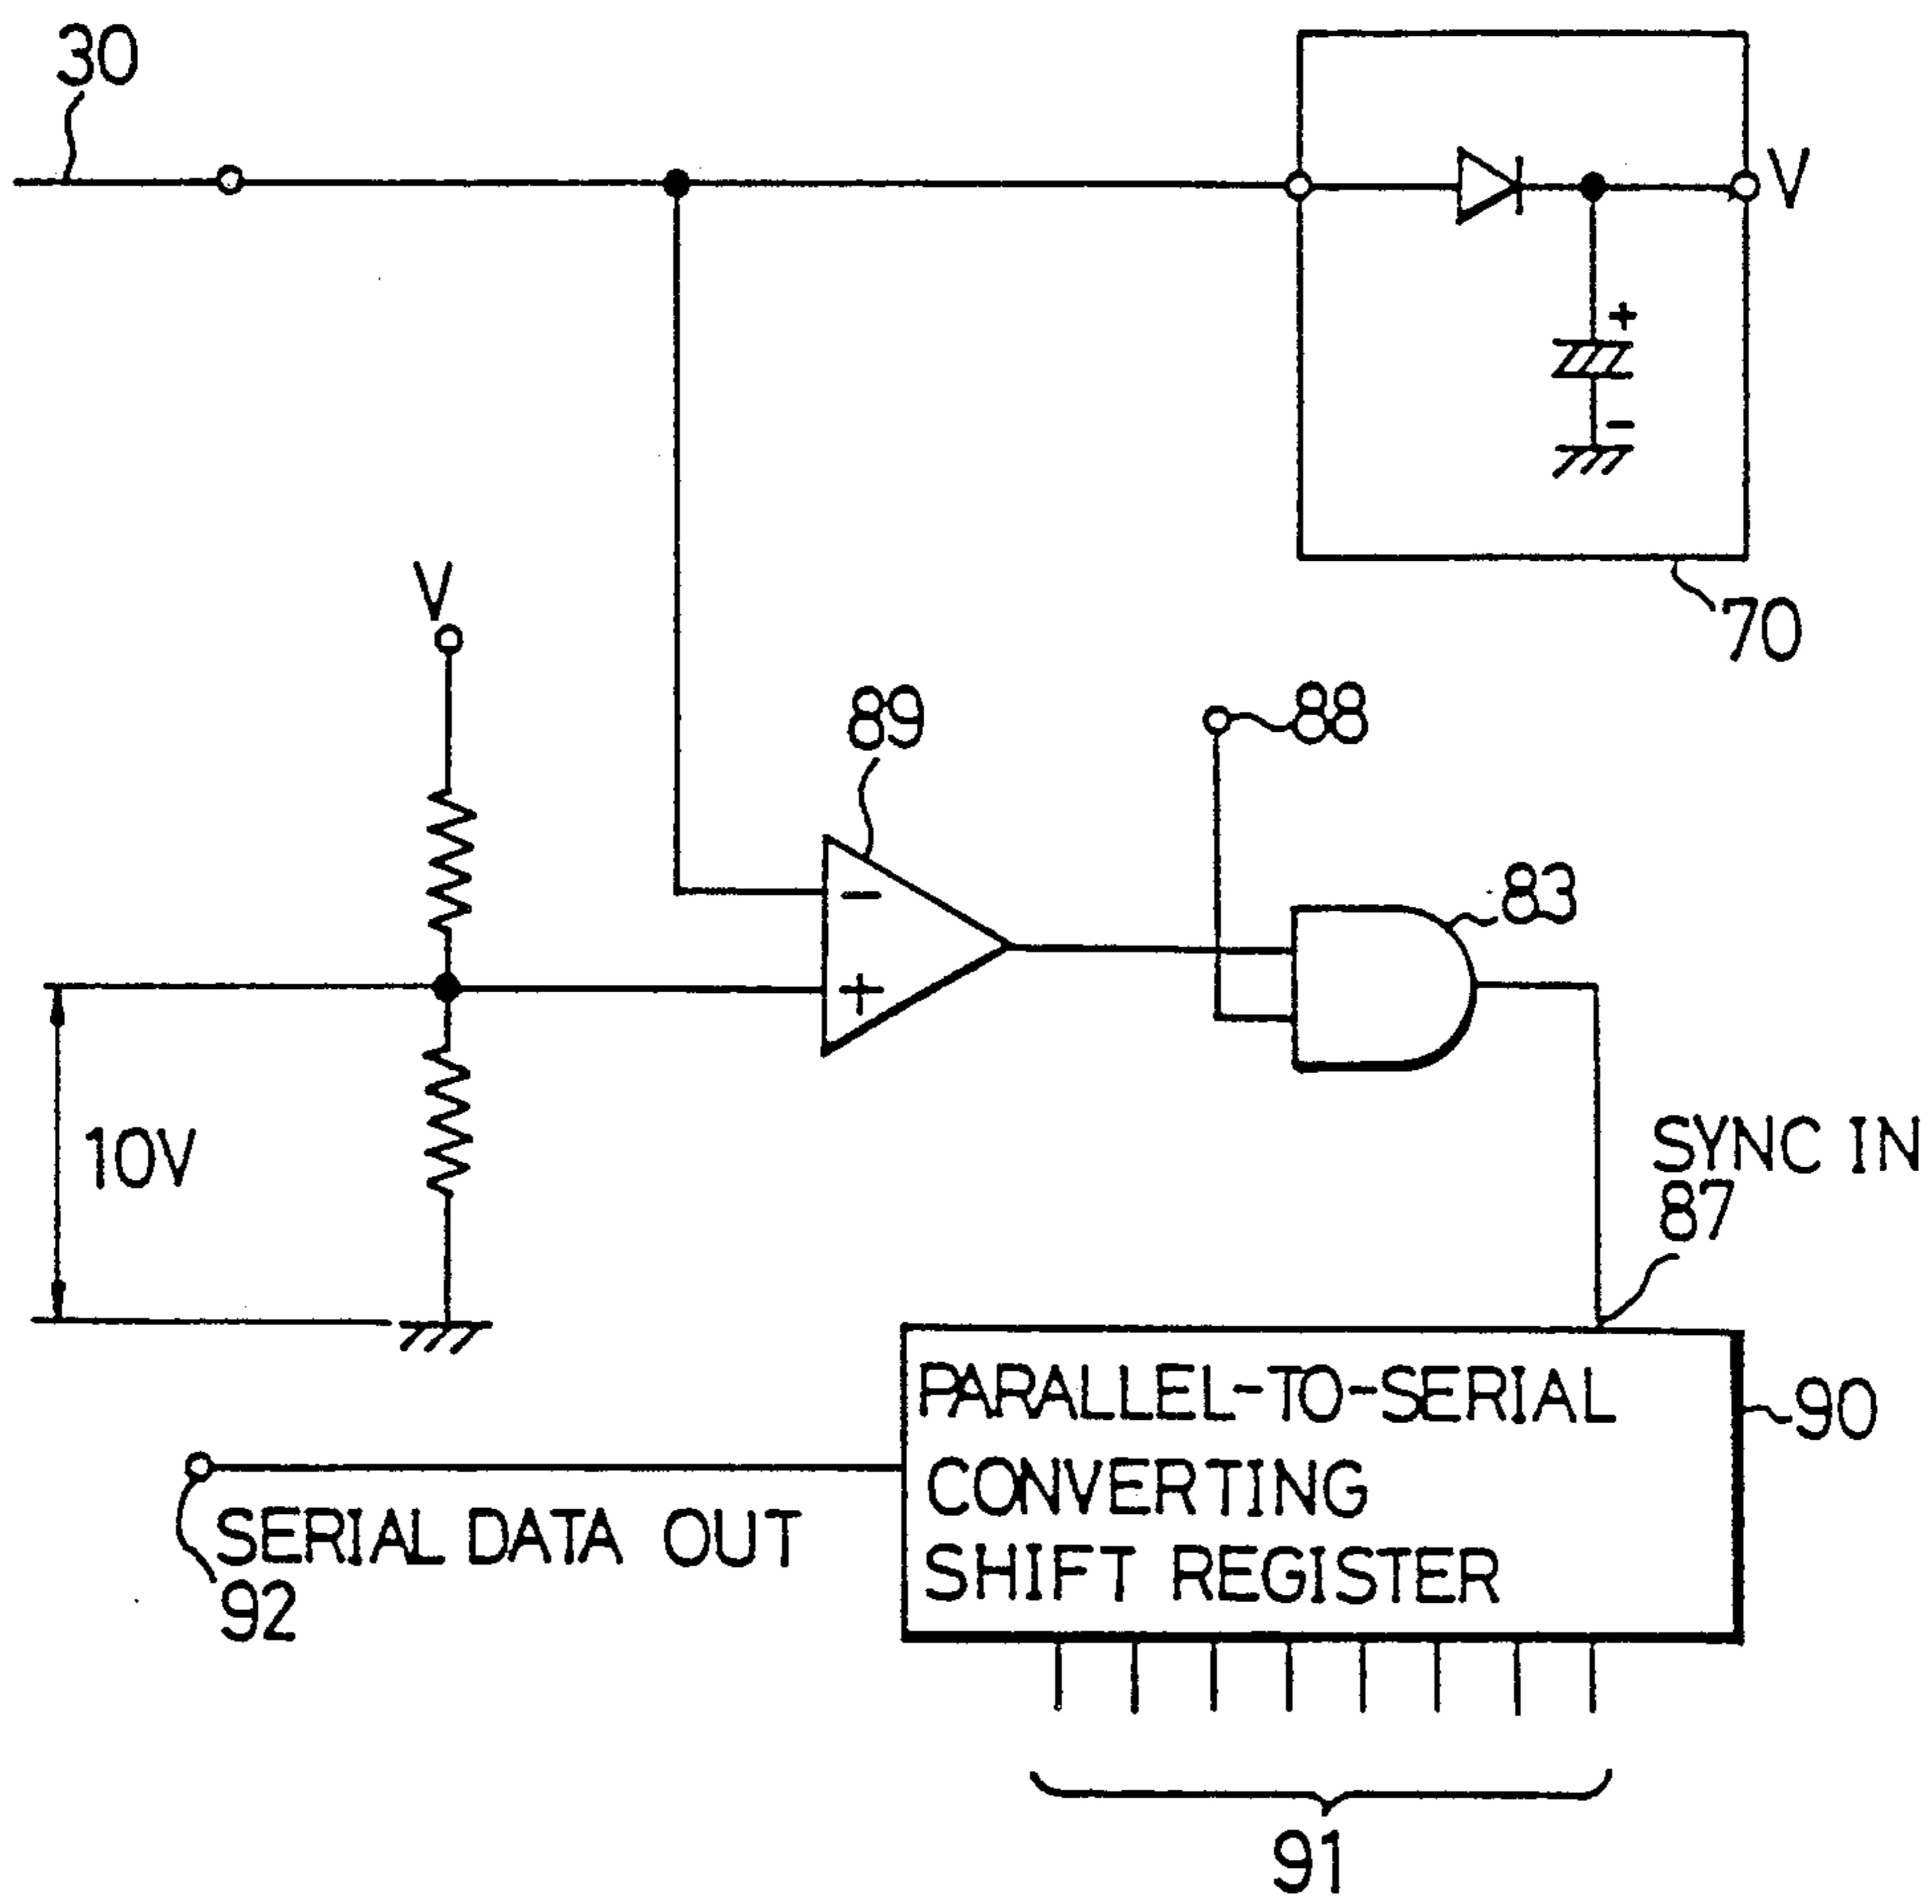 30
V
+
-
70
V
89
88
-
+
83
10V
SYNC IN
87
PARALLEL-TO-SERIAL
CONVERTING
SHIFT REGISTER
90
SERIAL DATA OUT
92
91